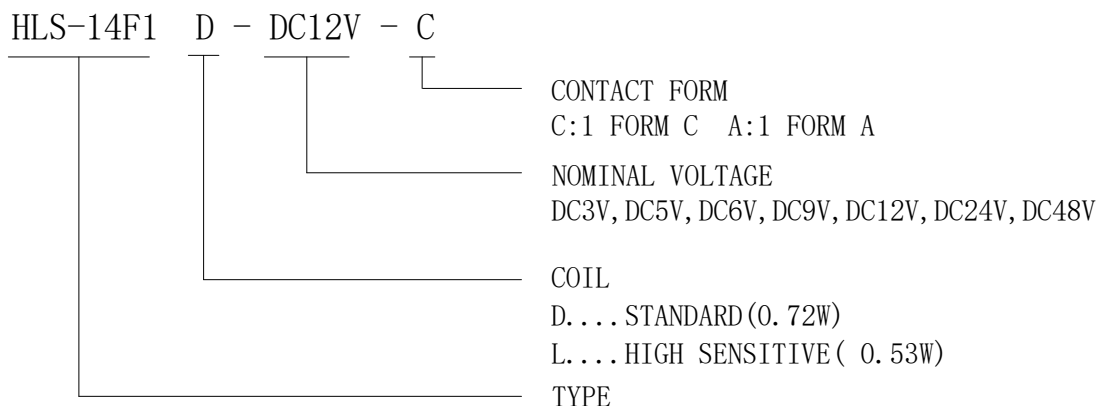 HLS-14F1 D - DC12V - C
CONTACT FORM
C:1 FORM C A:1 FORM A
NOMINAL VOLTAGE
DC3V,DC5V,DC6V,DC9V,DC12V,DC24V,DC48V
COIL
D....STANDARD(0.72W)
L....HIGH SENSITIVE( 0.53W)
TYPE